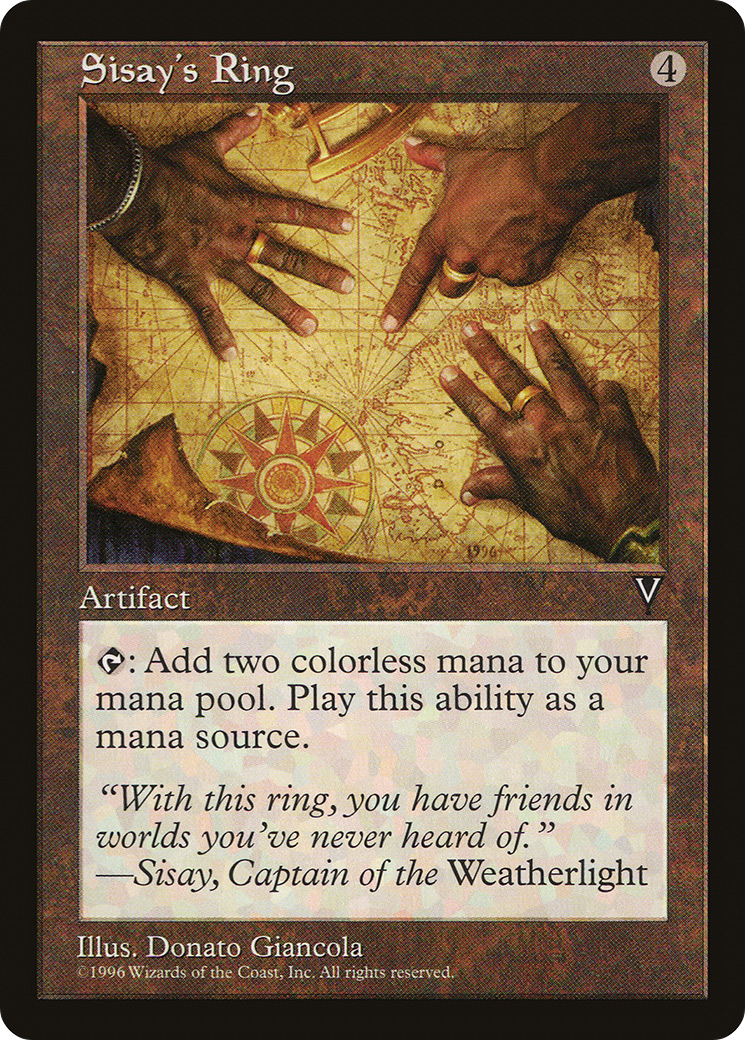 Sisay's Ring
4
1996
Artifact
V
: Add two colorless mana to your
mana pool. Play this ability as a
mana source.
“With this ring, you have friends in
worlds you've never heard of.”
—Sisay, Captain of the Weatherlight
Illus. Donato Giancola
©1996 Wizards of the Coast, Inc. All rights reserved.